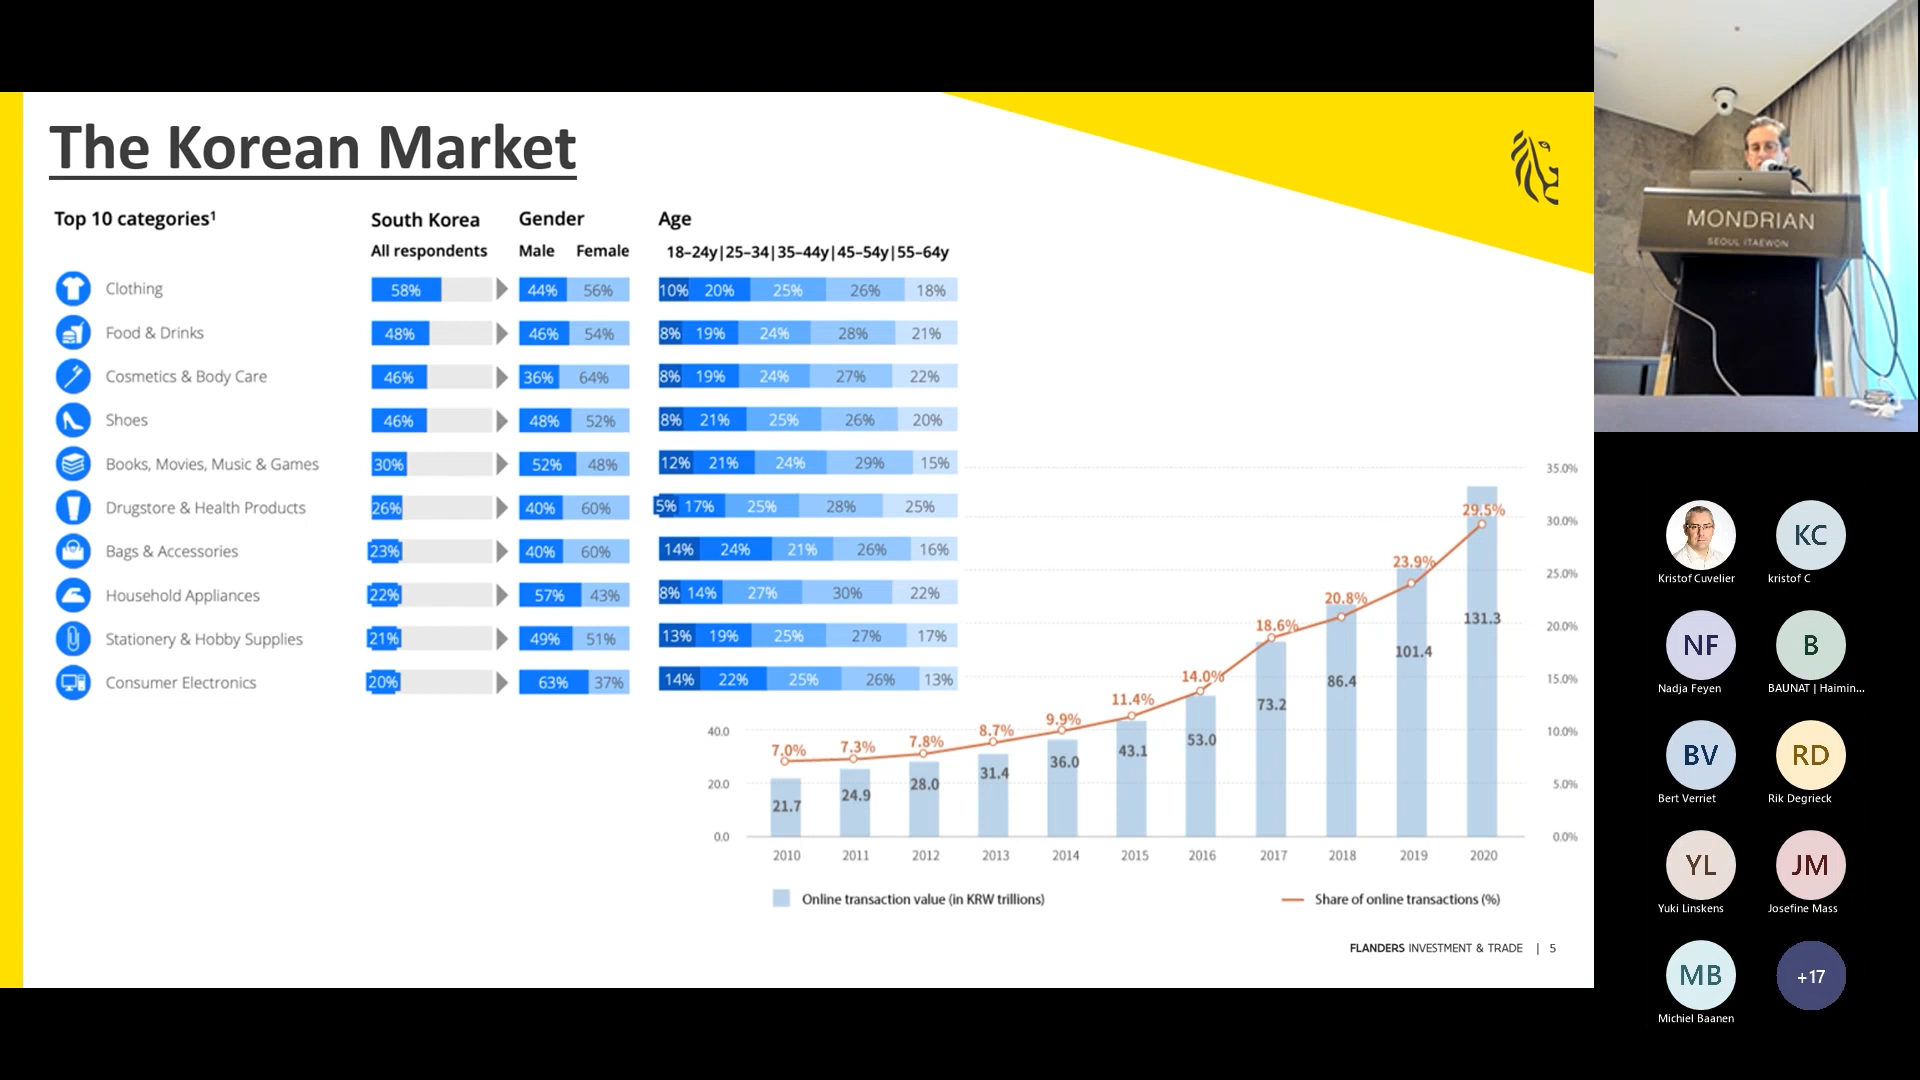 The Korean Market
Top 10 categories¹ South Korea Gender Age
All respondents Male Female 18–24y|25–34|35–44y|45–54y|55–64y
Clothing 58% 44% 56% 10% 20% 25% 26% 18%
Food & Drinks 48% 46% 54% 8% 19% 24% 28% 21%
Cosmetics & Body Care 46% 36% 64% 8% 19% 24% 27% 22%
Shoes 46% 48% 52% 8% 21% 25% 26% 20%
Books, Movies, Music & Games 30% 52% 48% 12% 21% 24% 29% 15%
Drugstore & Health Products 26% 40% 60% 5% 17% 25% 28% 25%
Bags & Accessories 23% 40% 60% 14% 24% 21% 26% 16%
Household Appliances 22% 57% 43% 8% 14% 27% 30% 22%
Stationery & Hobby Supplies 21% 49% 51% 13% 19% 25% 27% 17%
Consumer Electronics 20% 63% 37% 14% 22% 25% 26% 13%
35.0%
30.0%
25.0%
20.0%
15.0%
40.0 10.0%
20.0 5.0%
0.0 0.0%
7.0% 7.3% 7.8% 8.7% 9.9% 11.4% 14.0% 18.6% 20.8% 23.9% 29.5%
21.7 24.9 28.0 31.4 36.0 43.1 53.0 73.2 86.4 101.4 131.3
2010 2011 2012 2013 2014 2015 2016 2017 2018 2019 2020
Online transaction value (in KRW trillions) Share of online transactions (%)
FLANDERS INVESTMENT & TRADE | 5
MONDRIAN
SEOUL ITAEWON
KC
Kristof Cuvelier kristof C
NF B
Nadja Feyen BAUNAT | Haimin...
BV RD
Bert Verriet Rik Degrieck
YL JM
Yuki Linskens Josefine Mass
MB +17
Michiel Baanen